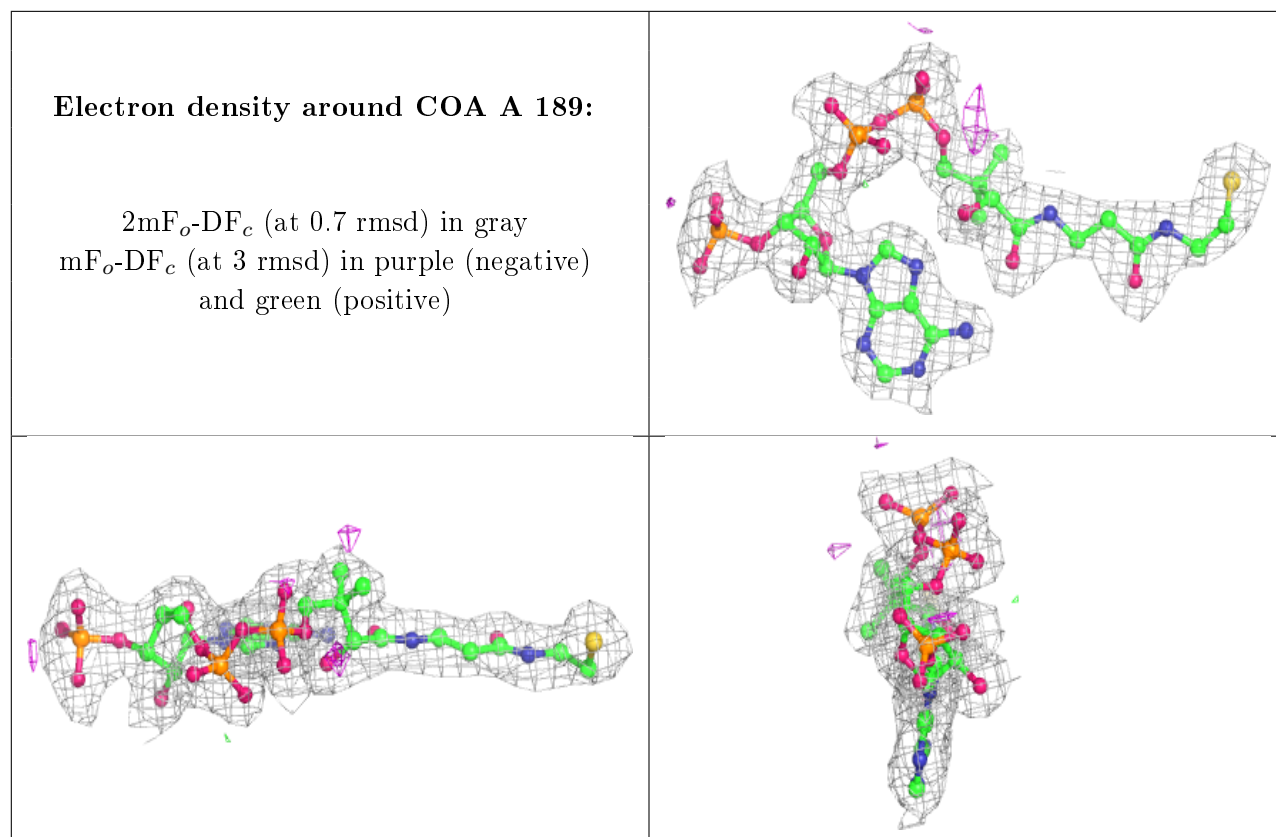 Electron density around COA A 189:
2mFₒ-DF𝒸 (at 0.7 rmsd) in gray
mFₒ-DF𝒸 (at 3 rmsd) in purple (negative)
and green (positive)